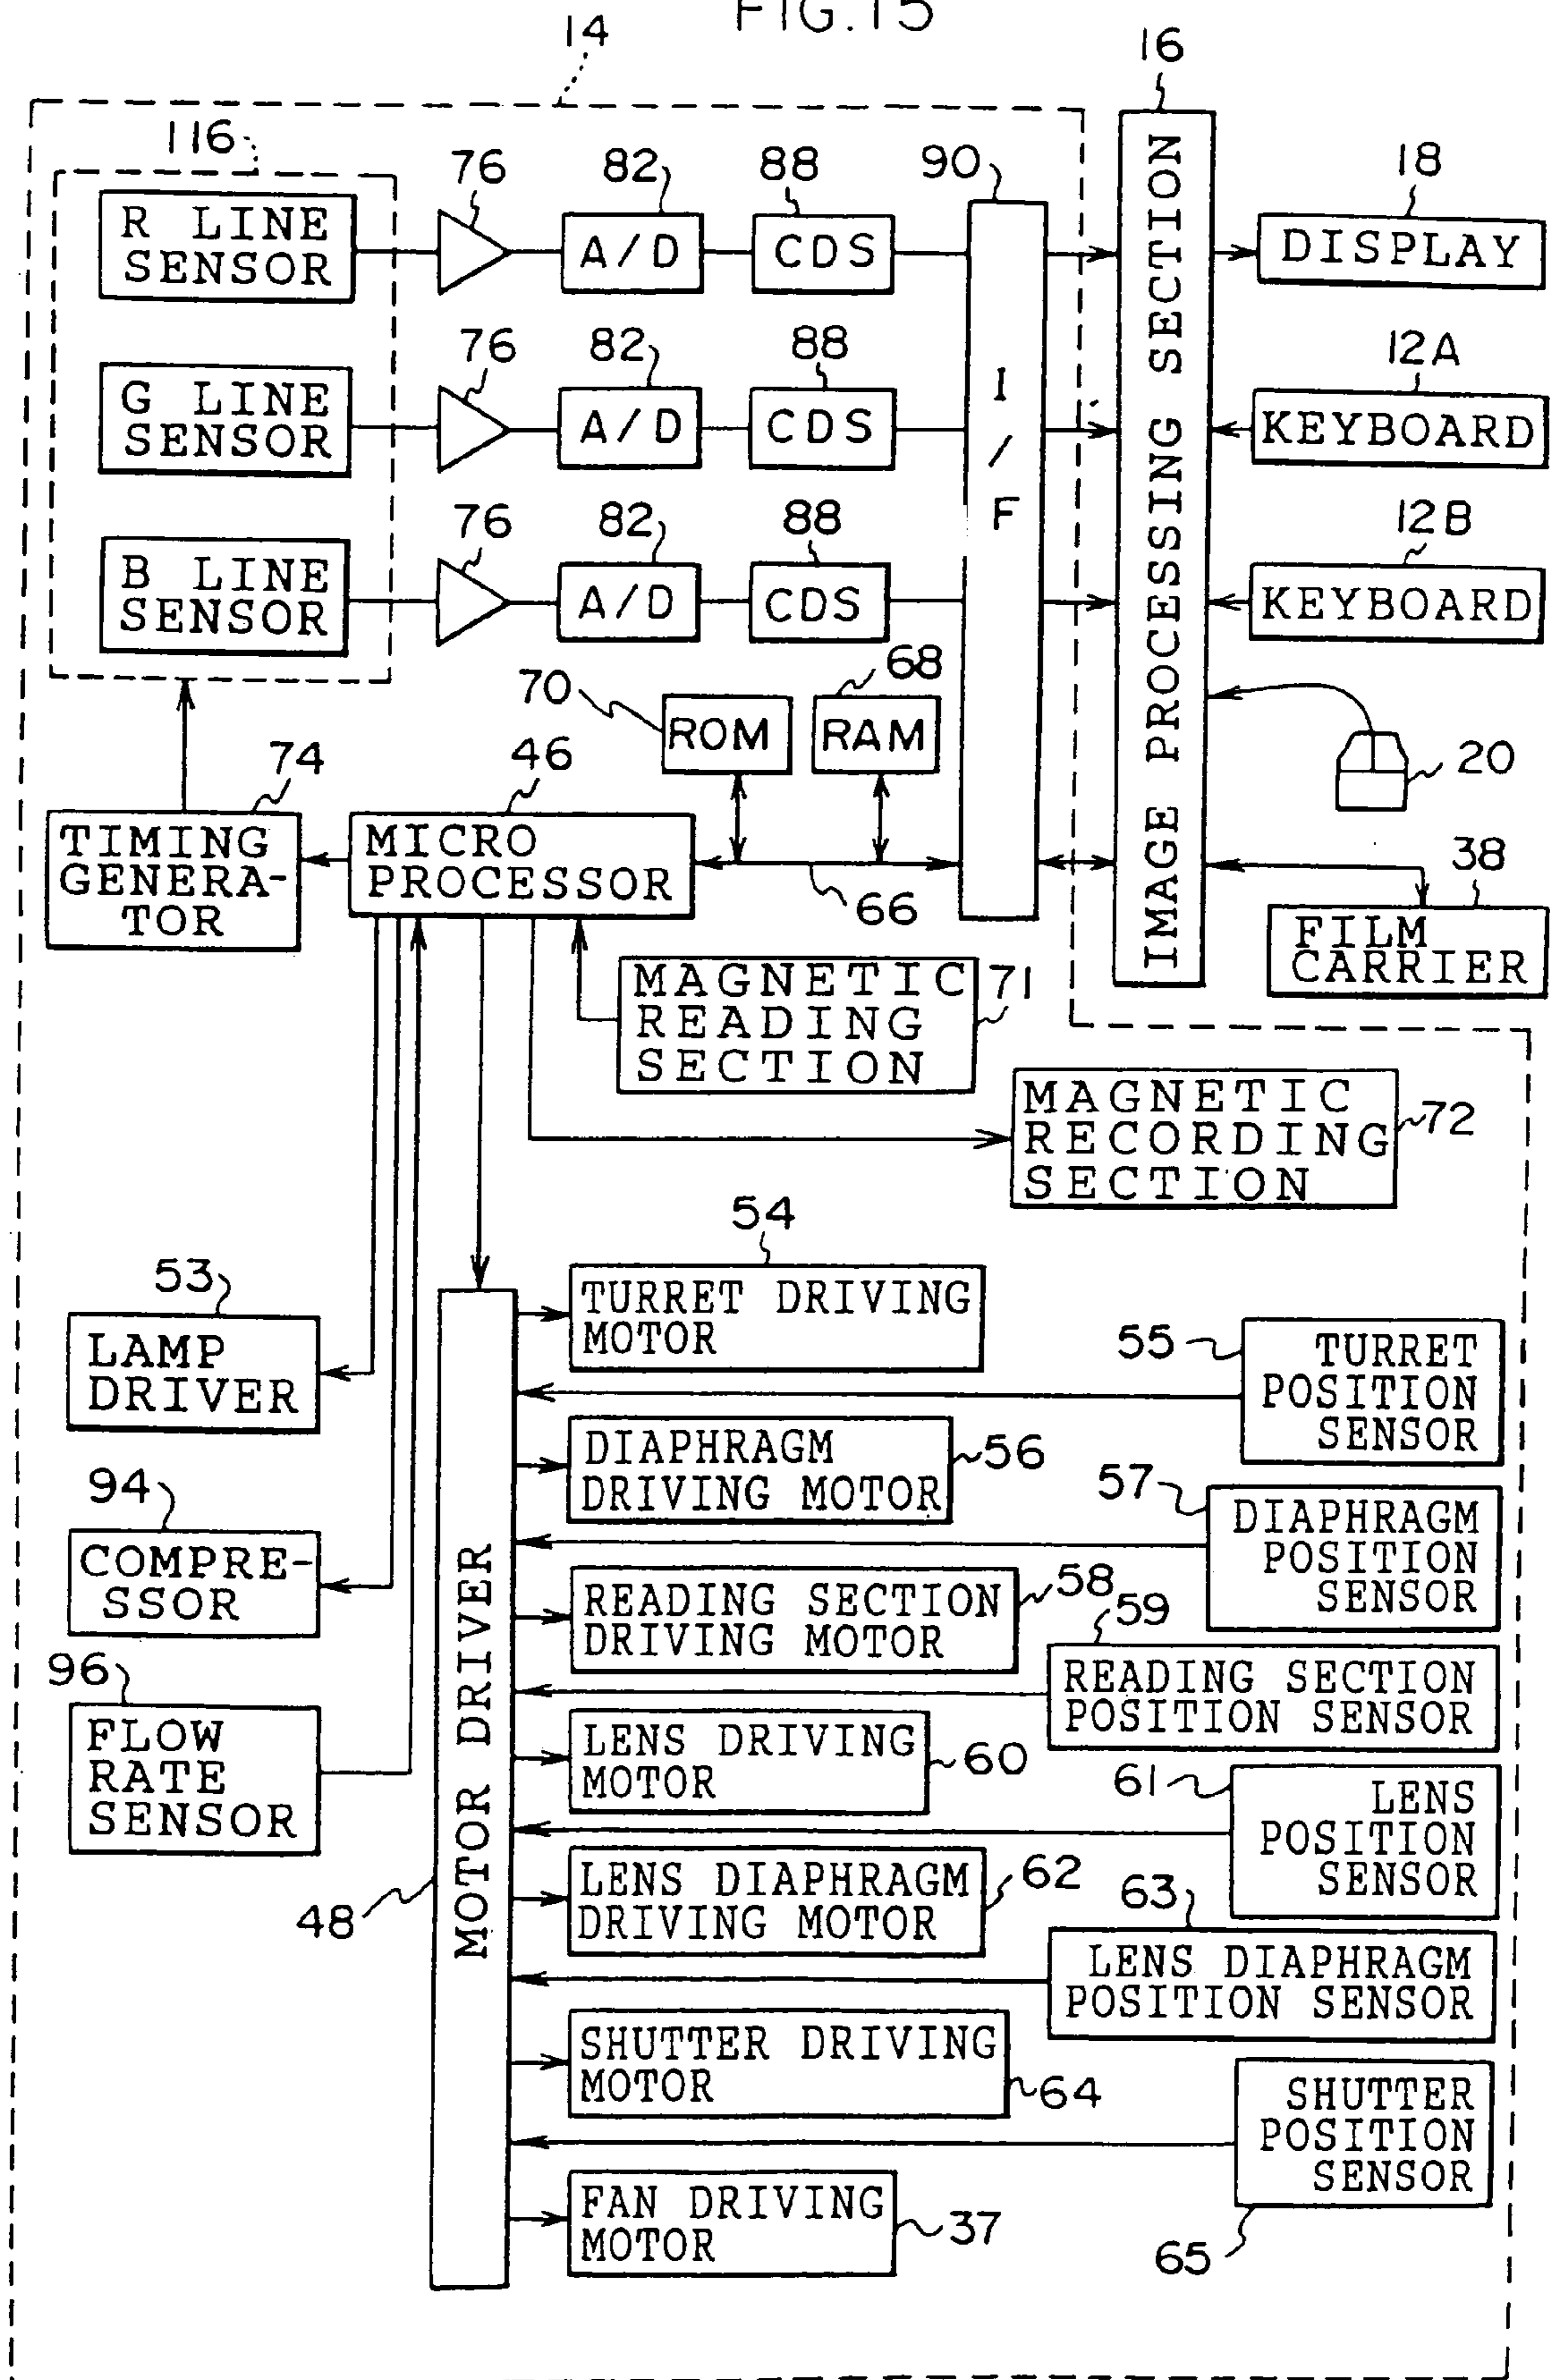 FIG.15
14
16
116
76
82
88
90
18
R LINE
SENSOR
A/D
CDS
DISPLAY
76
82
88
12A
G LINE
SENSOR
A/D
CDS
I/F
KEYBOARD
IMAGE PROCESSING SECTION
76
82
88
12B
B LINE
SENSOR
A/D
CDS
KEYBOARD
70
68
ROM
RAM
74
46
20
TIMING
GENERA-
TOR
MICRO
PROCESSOR
66
38
FILM
CARRIER
MAGNETIC
READING
SECTION
71
MAGNETIC
RECORDING
SECTION
72
54
53
TURRET DRIVING
MOTOR
LAMP
DRIVER
55
TURRET
POSITION
SENSOR
DIAPHRAGM
DRIVING MOTOR
56
94
57
DIAPHRAGM
POSITION
SENSOR
COMPRE-
SSOR
READING SECTION
DRIVING MOTOR
58
59
96
READING SECTION
POSITION SENSOR
FLOW
RATE
SENSOR
MOTOR DRIVER
LENS DRIVING
MOTOR
60
61
LENS
POSITION
SENSOR
48
LENS DIAPHRAGM
DRIVING MOTOR
62
63
LENS DIAPHRAGM
POSITION SENSOR
SHUTTER DRIVING
MOTOR
64
SHUTTER
POSITION
SENSOR
65
FAN DRIVING
MOTOR
37